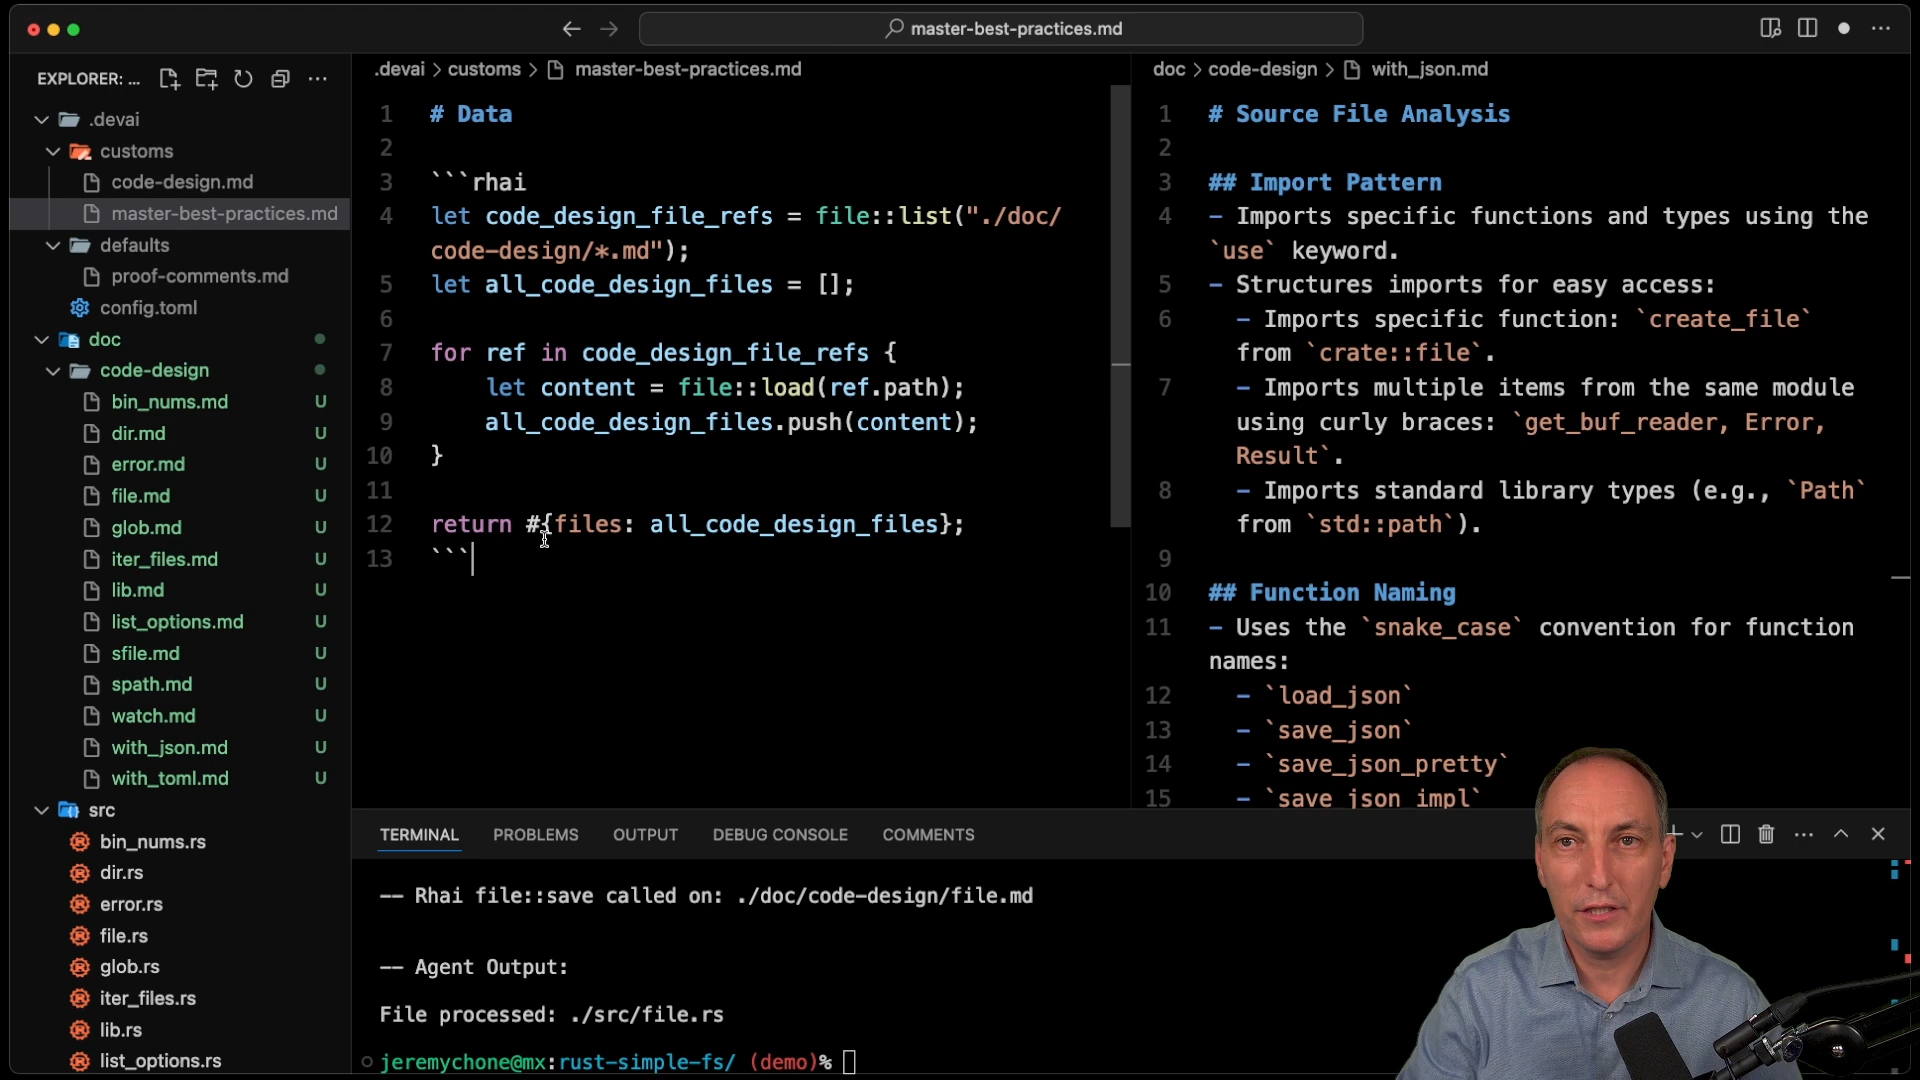 master-best-practices.md
EXPLORER: ...
.devai
customs
code-design.md
master-best-practices.md
defaults
proof-comments.md
config.toml
doc
code-design
bin_nums.md U
dir.md U
error.md U
file.md U
glob.md U
iter_files.md U
lib.md U
list_options.md U
sfile.md U
spath.md U
watch.md U
with_json.md U
with_toml.md U
src
bin_nums.rs
dir.rs
error.rs
file.rs
glob.rs
iter_files.rs
lib.rs
list_options.rs
.devai > customs > master-best-practices.md
1 # Data
2
3 ```rhai
4 let code_design_file_refs = file::list("./doc/
code-design/*.md");
5 let all_code_design_files = [];
6
7 for ref in code_design_file_refs {
8 let content = file::load(ref.path);
9 all_code_design_files.push(content);
10 }
11
12 return #{files: all_code_design_files};
13 ```
doc > code-design > with_json.md
1 # Source File Analysis
2
3 ## Import Pattern
4 - Imports specific functions and types using the
`use` keyword.
5 - Structures imports for easy access:
6 - Imports specific function: `create_file`
from `crate::file`.
7 - Imports multiple items from the same module
using curly braces: `get_buf_reader, Error,
Result`.
8 - Imports standard library types (e.g., `Path`
from `std::path`).
9
10 ## Function Naming
11 - Uses the `snake_case` convention for function
names:
12 - `load_json`
13 - `save_json`
14 - `save_json_pretty`
15 - `save_json_impl`
TERMINAL PROBLEMS OUTPUT DEBUG CONSOLE COMMENTS
-- Rhai file::save called on: ./doc/code-design/file.md
-- Agent Output:
File processed: ./src/file.rs
jeremychone@mx:rust-simple-fs/ (demo)%